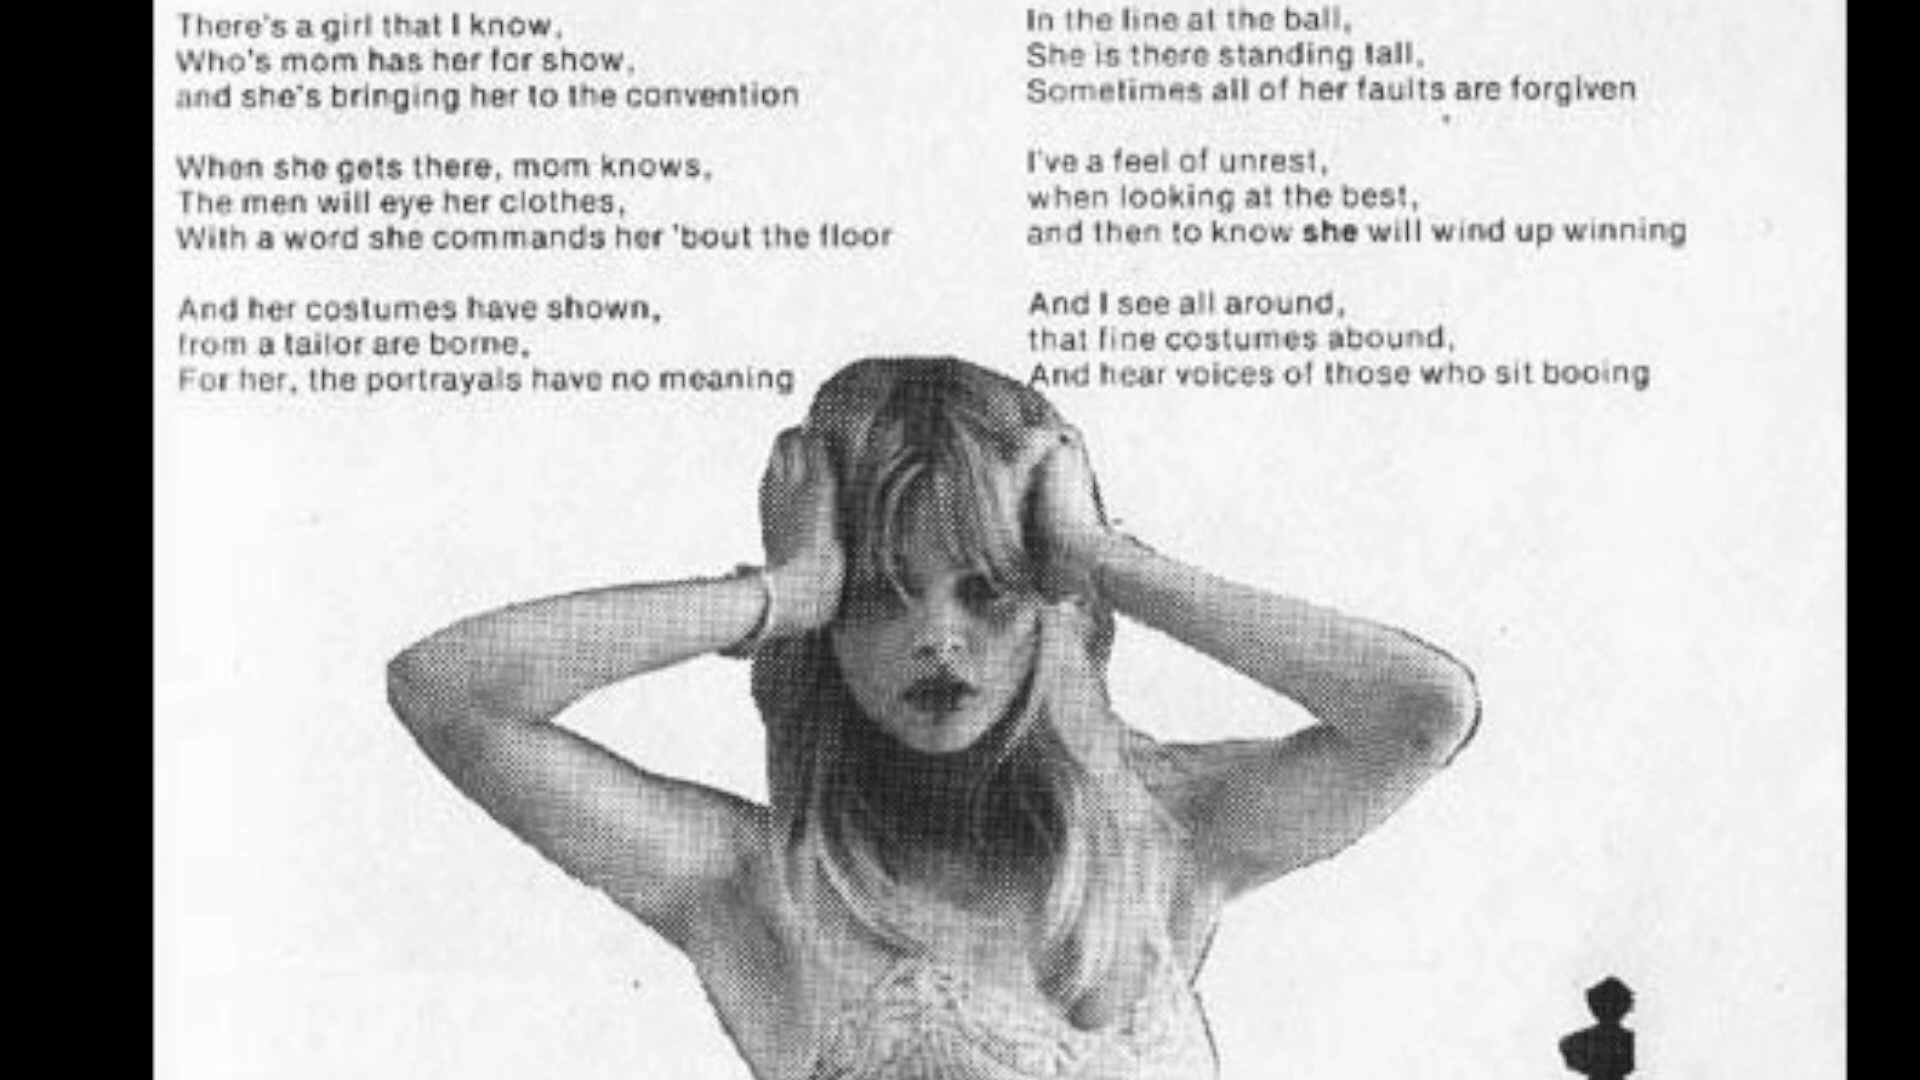 There's a girl that I know,
Who's mom has her for show,
and she's bringing her to the convention
When she gets there, mom knows,
The men will eye her clothes,
With a word she commands her 'bout the floor
And her costumes have shown,
from a tailor are borne,
For her, the portrayals have no meaning
In the line at the ball,
She is there standing tall,
Sometimes all of her faults are forgiven
I've a feel of unrest,
when looking at the best,
and then to know she will wind up winning
And I see all around,
that fine costumes abound,
And hear voices of those who sit booing